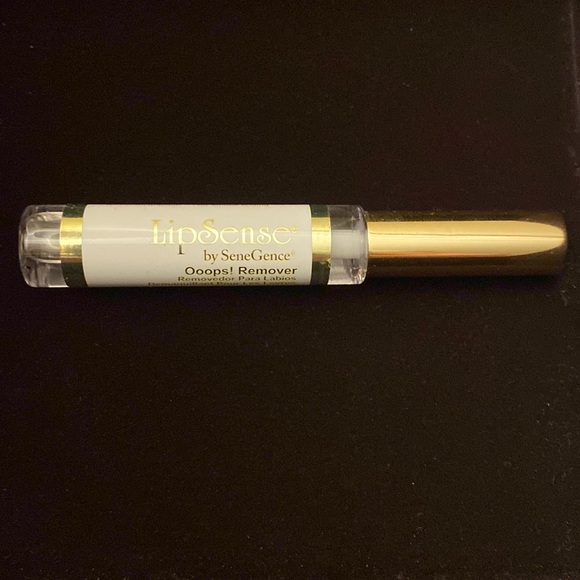 LipSense®
by SeneGence®
Ooops! Remover
Removedor Para Labios